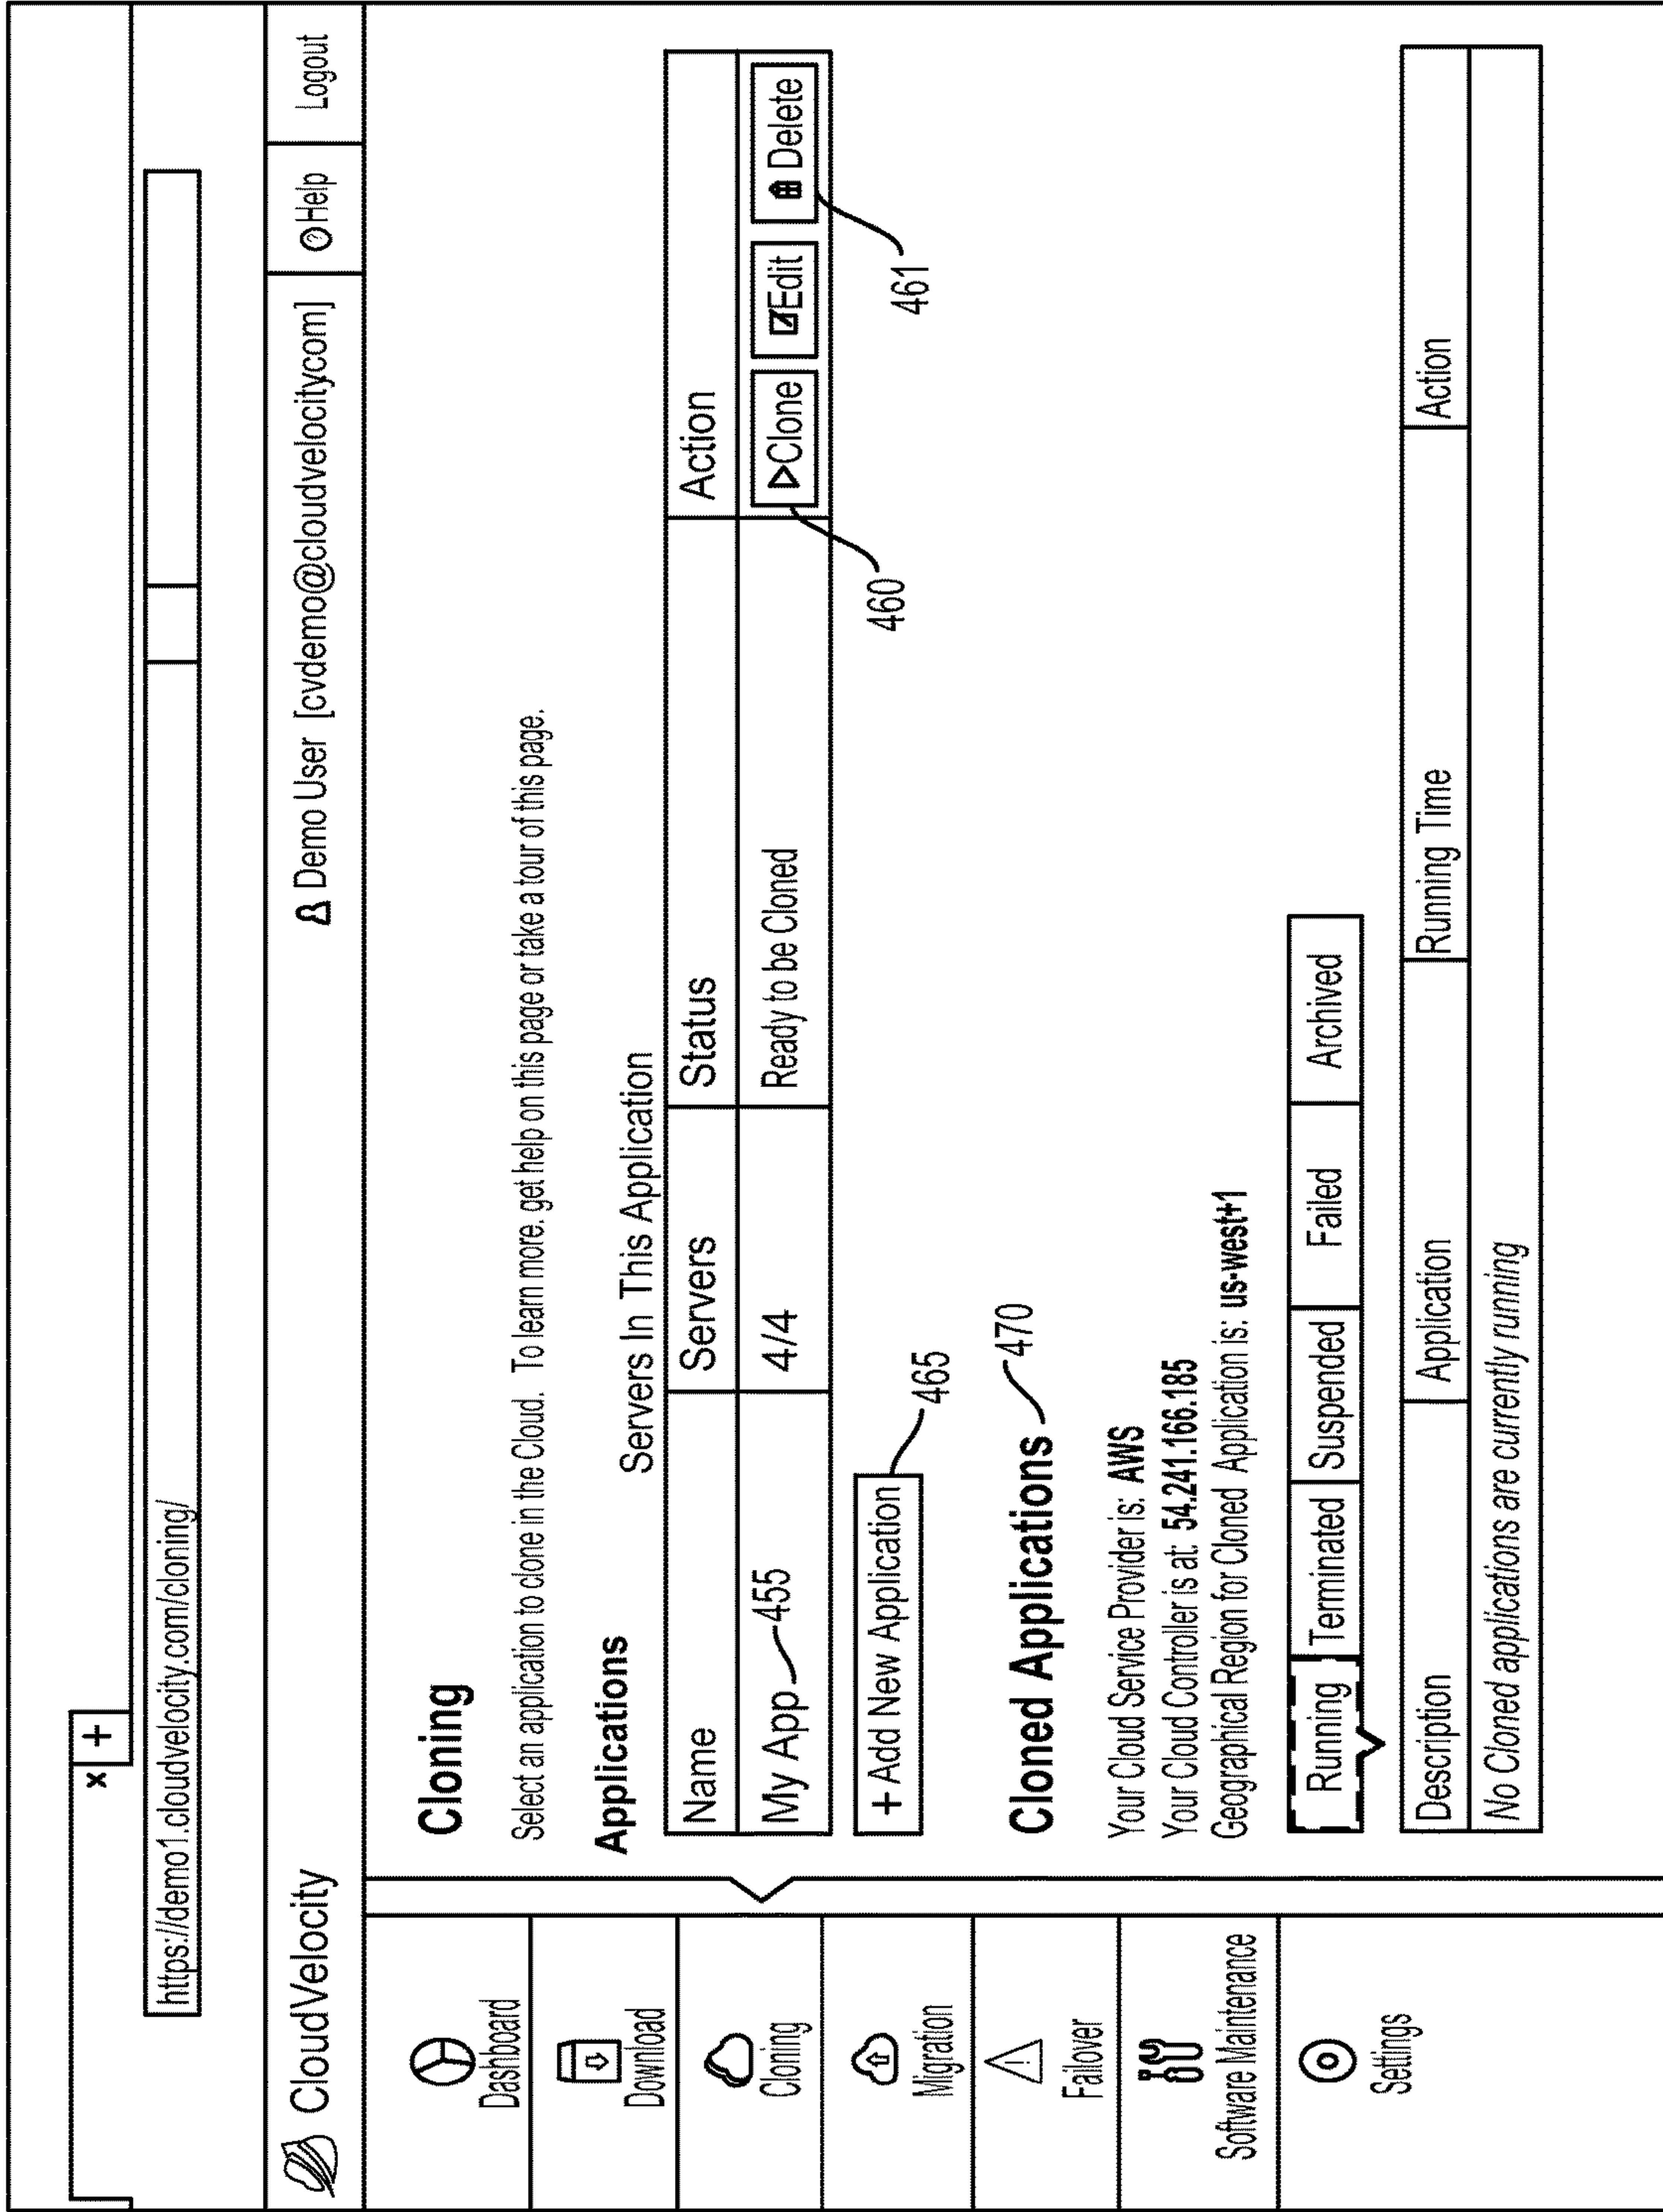 x +
https://demo1.cloudvelocity.com/cloning/
CloudVelocity
Demo User [cvdemo@cloudvelocitycom]
? Help
Logout
Dashboard
Download
Cloning
Migration
Failover
Software Maintenance
Settings
Cloning
Select an application to clone in the Cloud. To learn more. get help on this page or take a tour of this page.
Applications
Servers In This Application
Name Servers Status Action
My App 455 4/4 Ready to be Cloned Clone Edit Delete
460
461
+ Add New Application 465
Cloned Applications 470
Your Cloud Service Provider is: AWS
Your Cloud Controller is at: 54.241.166.185
Geographical Region for Cloned Application is: us-west+1
Running Terminated Suspended Failed Archived
Description Application Running Time Action
No Cloned applications are currently running